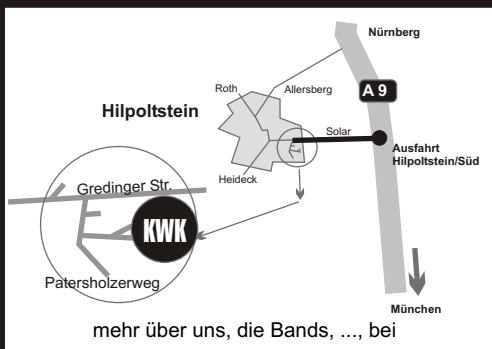 Nürnberg
A 9
Roth
Allersberg
Hilpoltstein
Solar
Ausfahrt
Hilpoltstein/Süd
Heideck
Gredinger Str.
KWK
Patersholzerweg
München
mehr über uns, die Bands, ..., bei